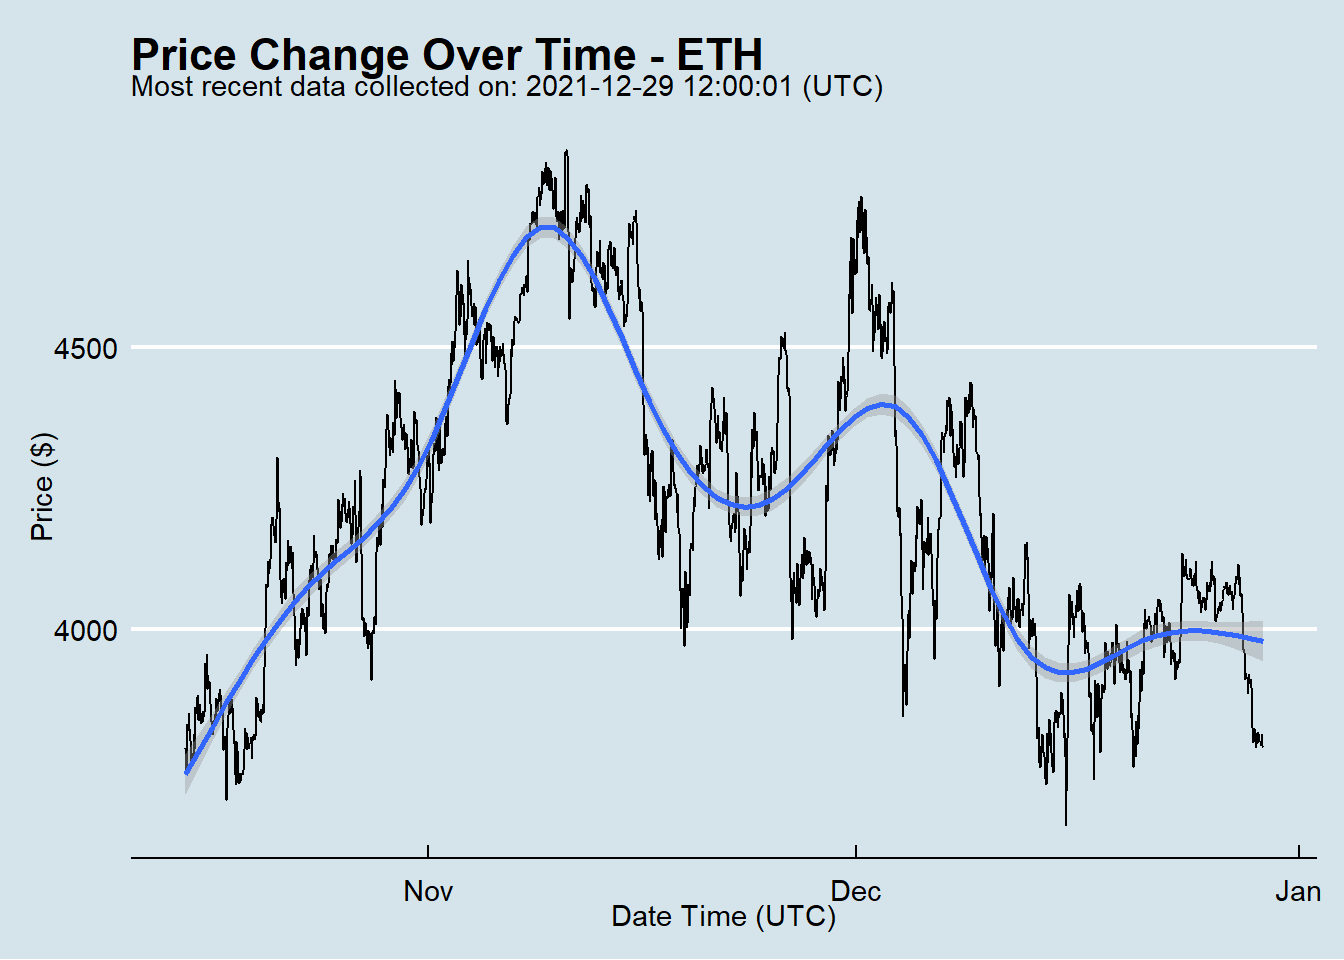 Price Change Over Time - ETH
Most recent data collected on: 2021-12-29 12:00:01 (UTC)
4500
4000
Price ($)
Nov
Dec
Jan
Date Time (UTC)